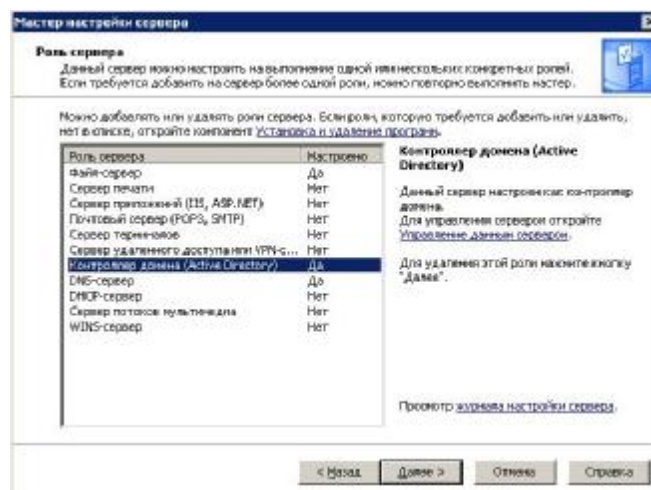 Мастер настройки сервера
Роль сервера
Данный сервер можно настроить на выполнение одной или нескольких конкретных ролей.
Если требуется добавить на сервер более одной роли, можно повторно выполнить мастер.
Можно добавлять или удалять роли сервера. Если роли, которую требуется добавить или удалить,
нет в списке, откройте компонент Установка и удаление программ.
Роль сервера Настроено
Файл-сервер Да
Сервер печати Нет
Сервер приложений (IIS, ASP.NET) Нет
Почтовый сервер (POP3, SMTP) Нет
Сервер терминалов Нет
Сервер удаленного доступа или VPN-с... Нет
Контроллер домена (Active Directory) Да
DNS-сервер Да
DHCP-сервер Нет
Сервер потоков мультимедиа Нет
WINS-сервер Нет
Контроллер домена (Active
Directory)
Данный сервер настроен как контроллер
домена.
Для управления сервером откройте
Управление данным сервером.
Для удаления этой роли нажмите кнопку
"Далее".
Просмотр журнала настройки сервера.
< Назад Далее > Отмена Справка